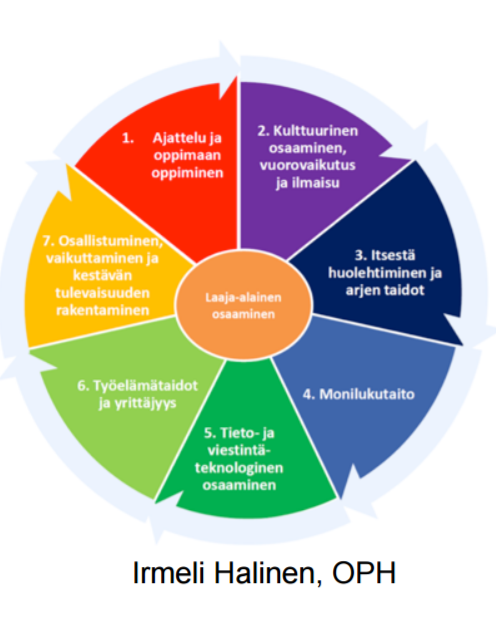 1. Ajattelu ja
oppimaan
oppiminen
2. Kulttuurinen
osaaminen,
vuorovaikutus
ja ilmaisu
3. Itsestä
huolehtiminen ja
arjen taidot
4. Monilukutaito
5. Tieto- ja
viestintä-
teknologinen
osaaminen
6. Työelämätaidot
ja yrittäjyys
7. Osallistuminen,
vaikuttaminen ja
kestävän
tulevaisuuden
rakentaminen
Laaja-alainen
osaaminen
Irmeli Halinen, OPH